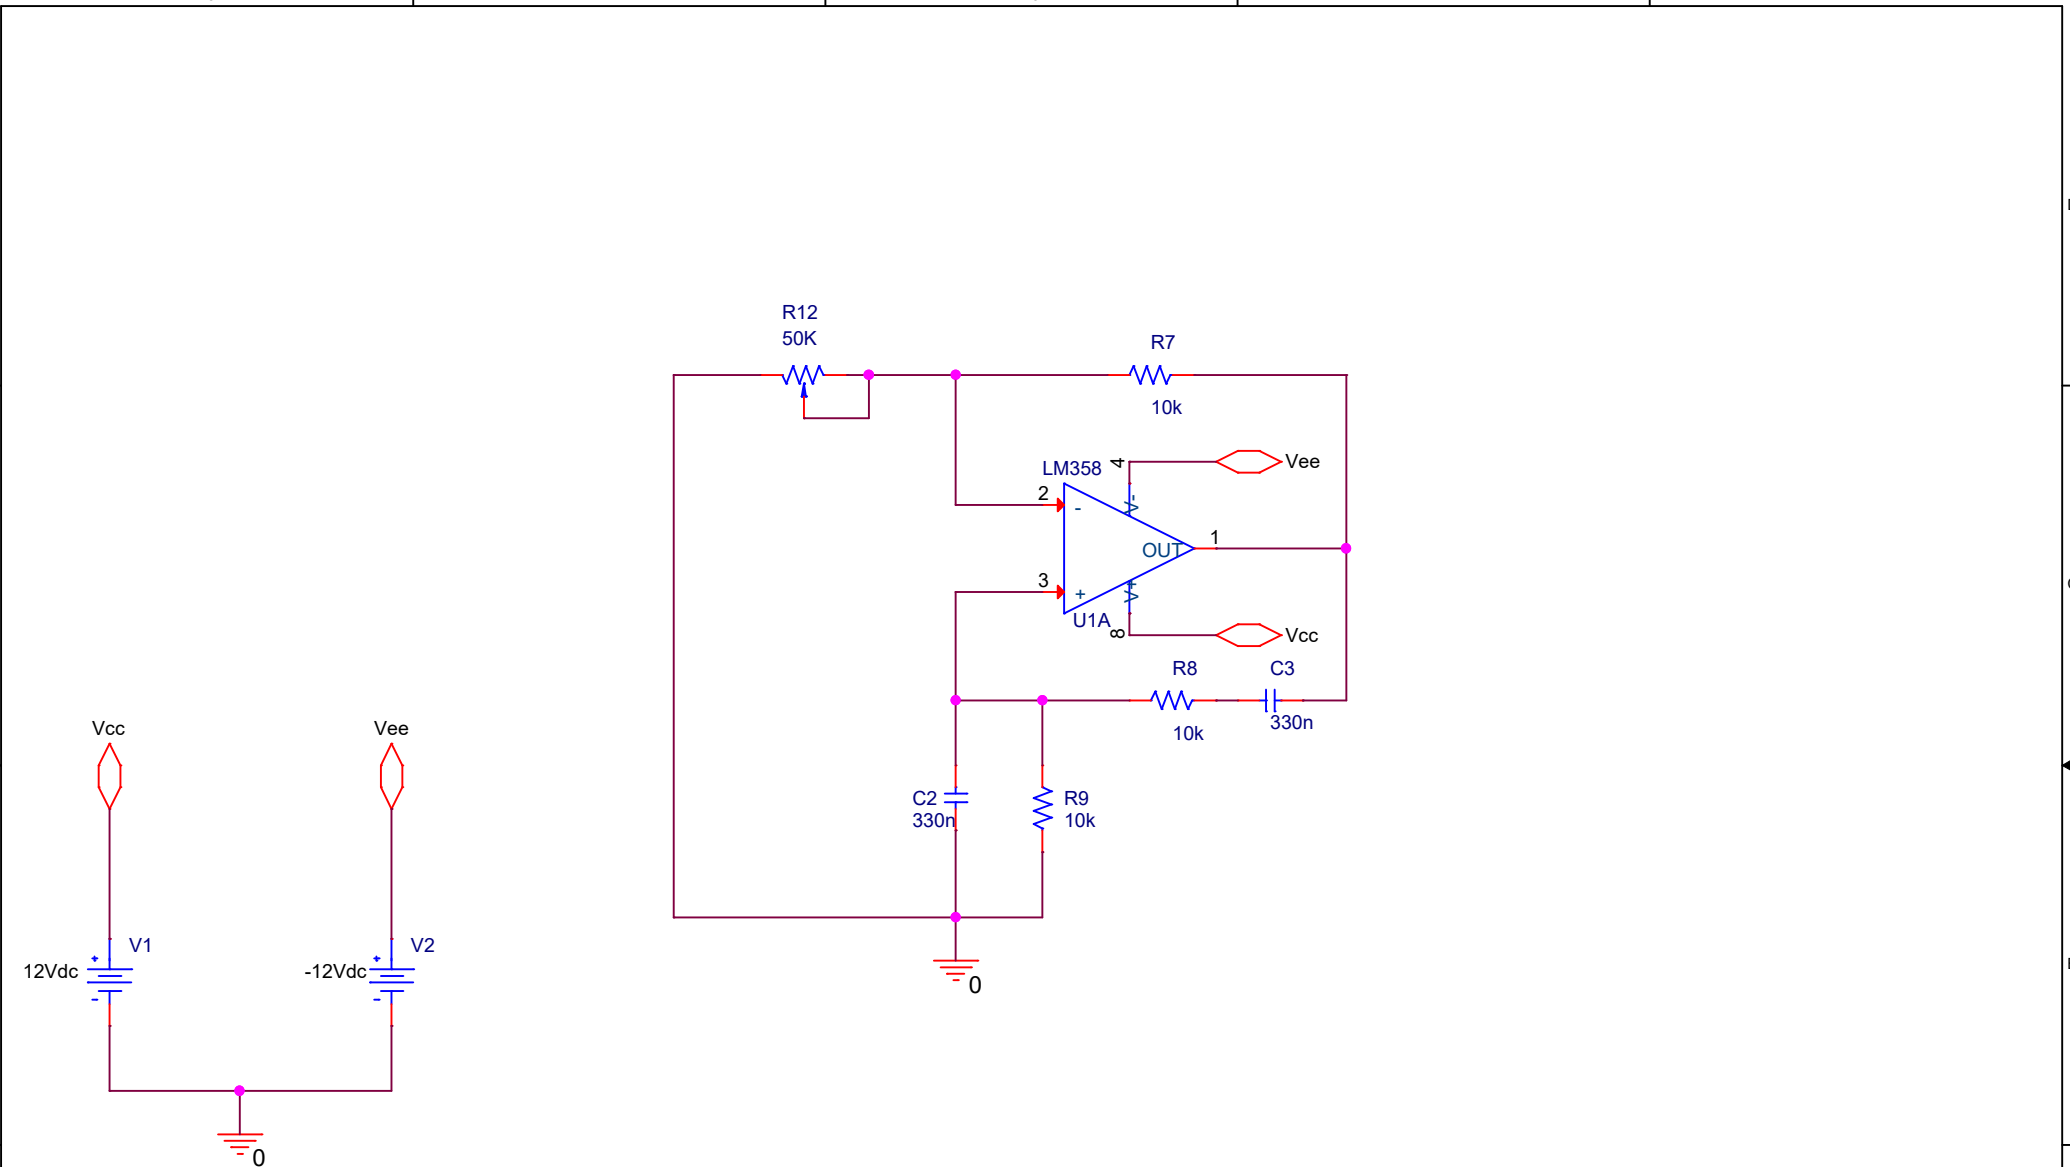 R12
50K
R7
10k
LM358
4
Vee
2
-
V-
OUT
1
3
+
V+
U1A
8
Vcc
R8
C3
10k
330n
Vcc
Vee
C2
330n
R9
10k
V1
12Vdc
+
-
V2
-12Vdc
+
-
0
0